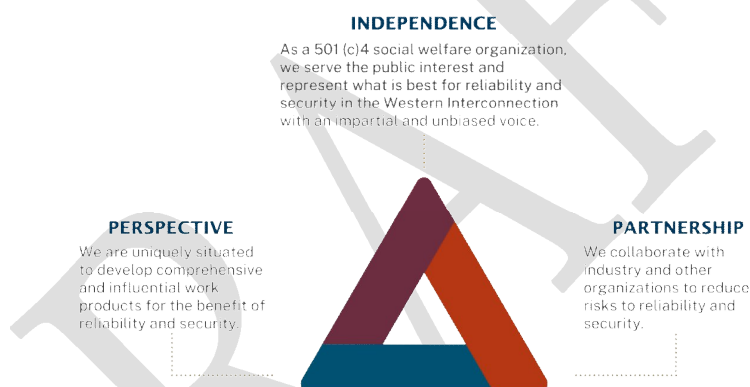 INDEPENDENCE
As a 501 (c)4 social welfare organization,
we serve the public interest and
represent what is best for reliability and
security in the Western Interconnection
with an impartial and unbiased voice.
PERSPECTIVE
We are uniquely situated
to develop comprehensive
and influential work
products for the benefit of
reliability and security.
PARTNERSHIP
We collaborate with
industry and other
organizations to reduce
risks to reliability and
security.